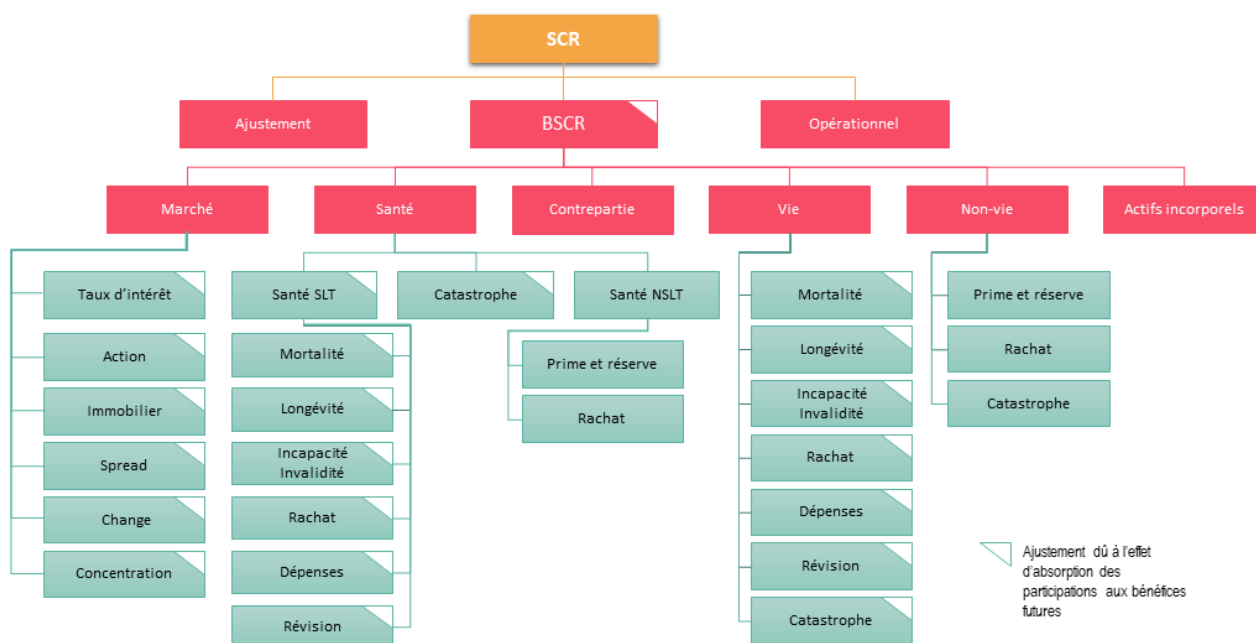 SCR
Ajustement
BSCR
Opérationnel
Marché
Santé
Contrepartie
Vie
Non-vie
Actifs incorporels
Taux d'intérêt
Action
Immobilier
Spread
Change
Concentration
Santé SLT
Mortalité
Longévité
Incapacité
Invalidité
Rachat
Dépenses
Révision
Catastrophe
Santé NSLT
Prime et réserve
Rachat
Mortalité
Longévité
Incapacité
Invalidité
Rachat
Dépenses
Révision
Catastrophe
Prime et réserve
Rachat
Catastrophe
Ajustement dû à l'effet
d'absorption des
participations aux bénéfices
futures